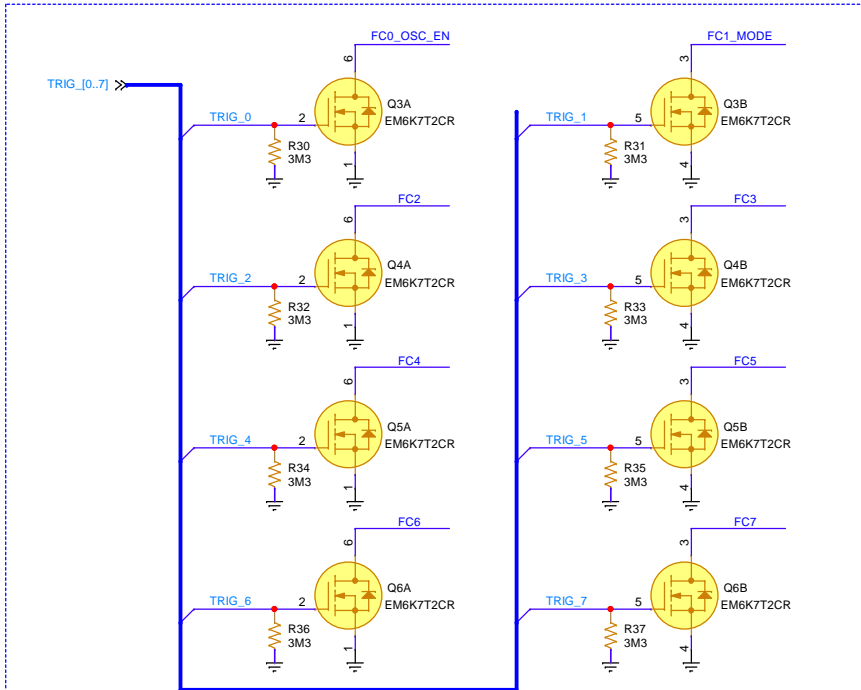 FC0_OSC_EN
FC1_MODE
6
3
TRIG_[0..7]
Q3A
EM6K7T2CR
Q3B
EM6K7T2CR
TRIG_0
2
TRIG_1
5
R30
3M3
R31
3M3
1
4
FC2
FC3
6
3
Q4A
EM6K7T2CR
Q4B
EM6K7T2CR
TRIG_2
2
TRIG_3
5
R32
3M3
R33
3M3
1
4
FC4
FC5
6
3
Q5A
EM6K7T2CR
Q5B
EM6K7T2CR
TRIG_4
2
TRIG_5
5
R34
3M3
R35
3M3
1
4
FC6
FC7
6
3
Q6A
EM6K7T2CR
Q6B
EM6K7T2CR
TRIG_6
2
TRIG_7
5
R36
3M3
R37
3M3
1
4